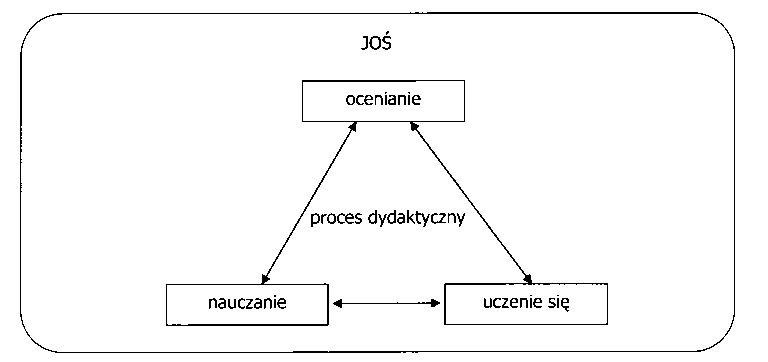 JOŚ
ocenianie
proces dydaktyczny
nauczanie
uczenie się